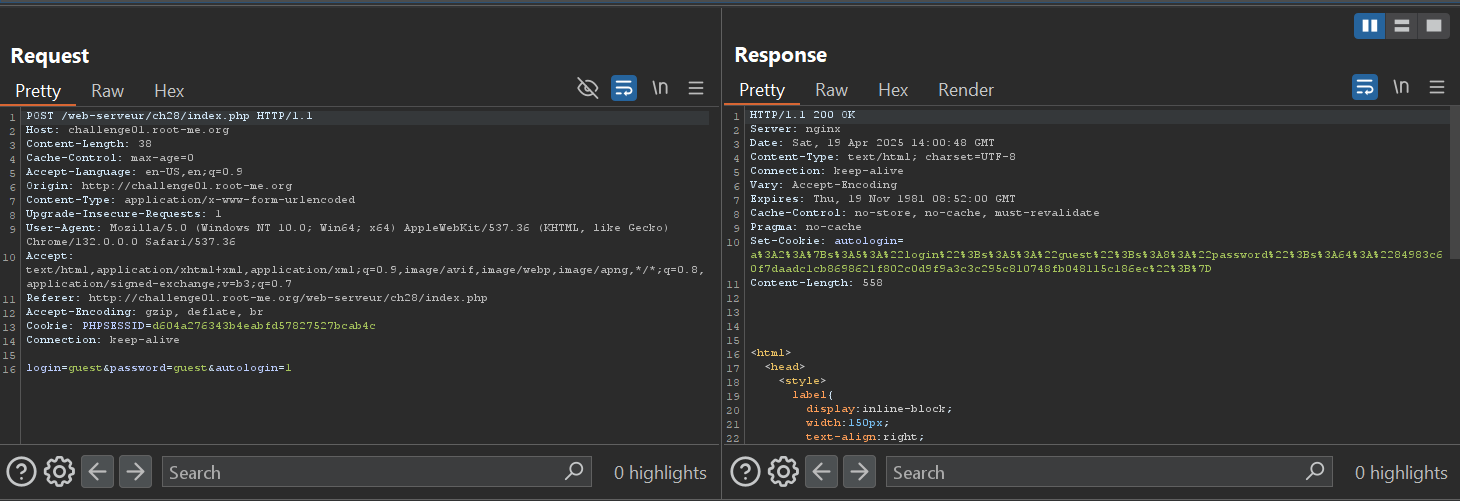 Request
Pretty Raw Hex \n
1 POST /web-serveur/ch28/index.php HTTP/1.1
2 Host: challenge01.root-me.org
3 Content-Length: 38
4 Cache-Control: max-age=0
5 Accept-Language: en-US,en;q=0.9
6 Origin: http://challenge01.root-me.org
7 Content-Type: application/x-www-form-urlencoded
8 Upgrade-Insecure-Requests: 1
9 User-Agent: Mozilla/5.0 (Windows NT 10.0; Win64; x64) AppleWebKit/537.36 (KHTML, like Gecko)
Chrome/132.0.0.0 Safari/537.36
10 Accept:
text/html,application/xhtml+xml,application/xml;q=0.9,image/avif,image/webp,image/apng,*/*;q=0.8,
application/signed-exchange;v=b3;q=0.7
11 Referer: http://challenge01.root-me.org/web-serveur/ch28/index.php
12 Accept-Encoding: gzip, deflate, br
13 Cookie: PHPSESSID=d604a276343b4eabfd57827527bcab4c
14 Connection: keep-alive
15
16 login=guest&password=guest&autologin=1
Search 0 highlights
Response
Pretty Raw Hex Render \n
1 HTTP/1.1 200 OK
2 Server: nginx
3 Date: Sat, 19 Apr 2025 14:00:48 GMT
4 Content-Type: text/html; charset=UTF-8
5 Connection: keep-alive
6 Vary: Accept-Encoding
7 Expires: Thu, 19 Nov 1981 08:52:00 GMT
8 Cache-Control: no-store, no-cache, must-revalidate
9 Pragma: no-cache
10 Set-Cookie: autologin=
a%3A2%3A%7Bs%3A5%3A%22login%22%3Bs%3A5%3A%22guest%22%3Bs%3A8%3A%22password%22%3Bs%3A64%3A%2284983c6
0f7daadc1cb8698621f802c0d9f9a3c3c295c810748fb048115c186ec%22%3B%7D
11 Content-Length: 558
12
13
14
15
16 <html>
17 <head>
18 <style>
19 label{
20 display:inline-block;
21 width:150px;
22 text-align:right;
Search 0 highlights